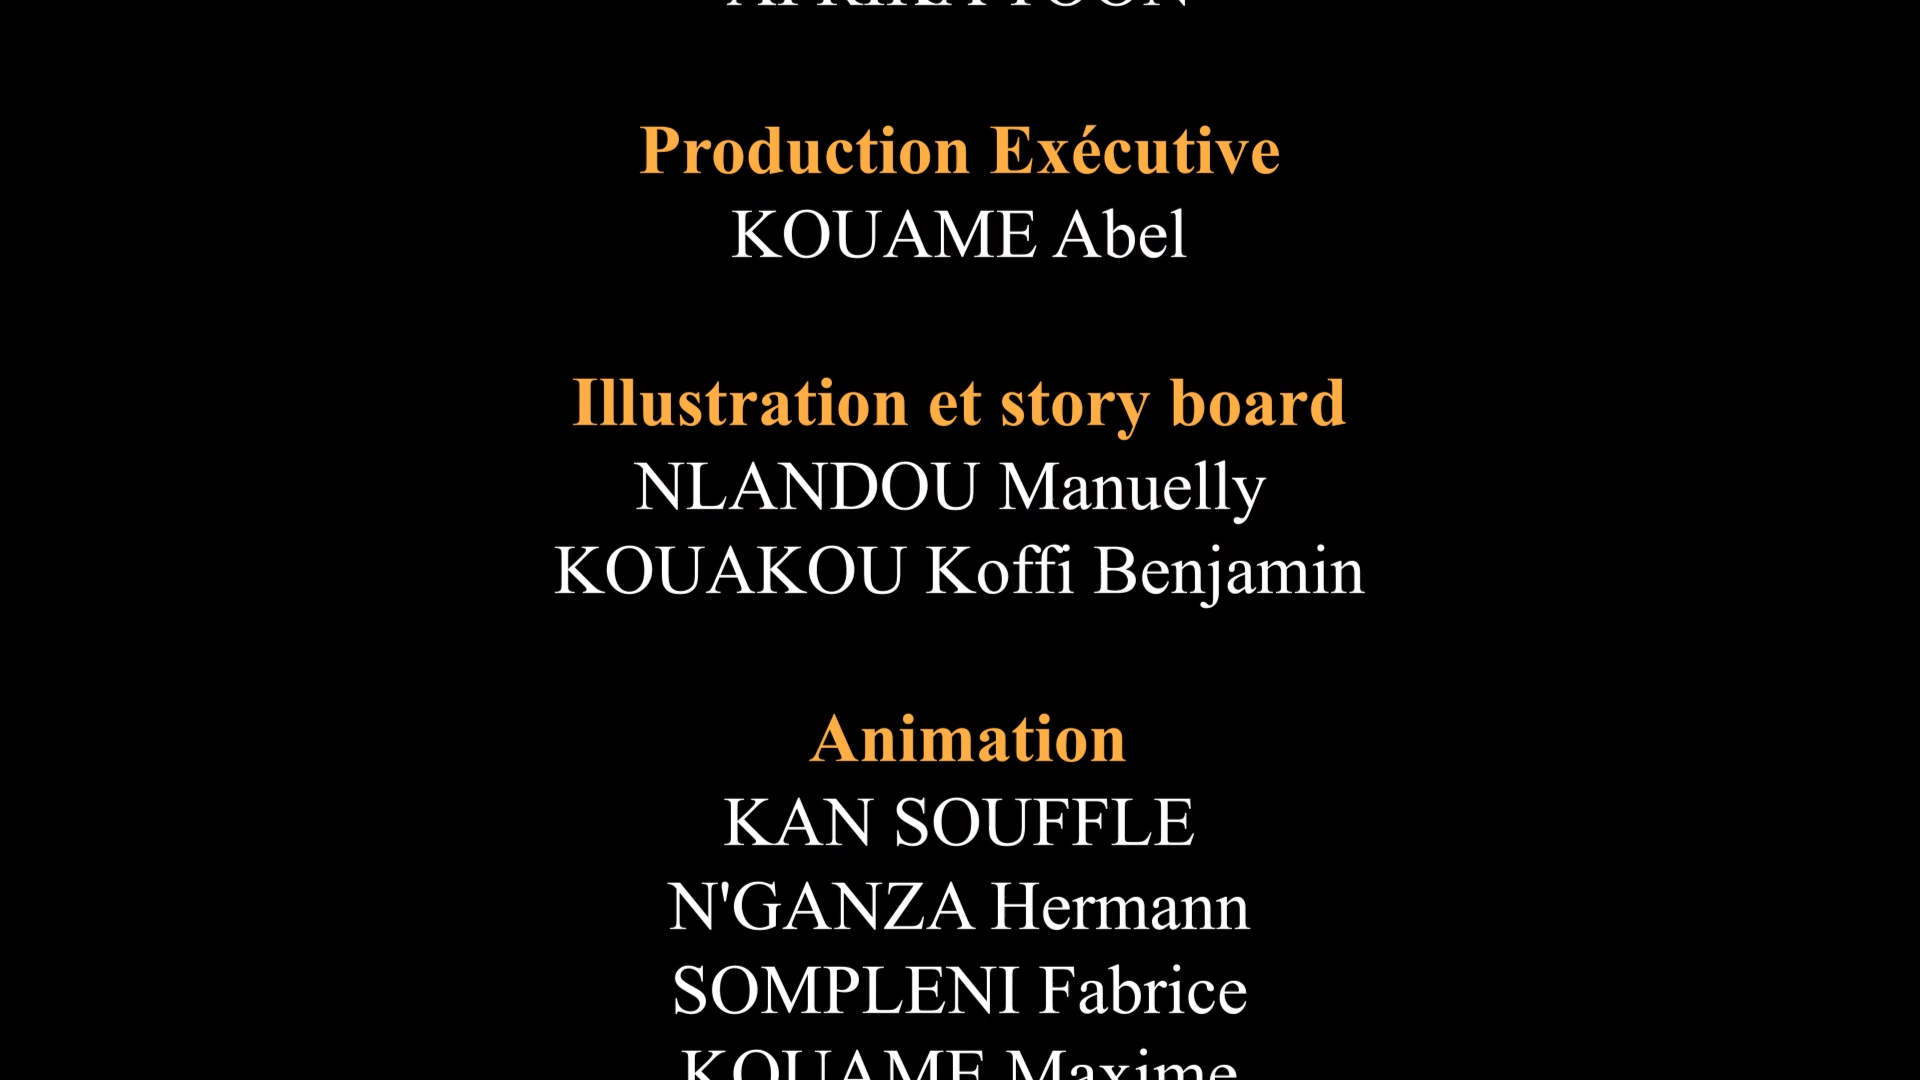 Production Exécutive
KOUAME Abel
Illustration et story board
NLANDOU Manuelly
KOUAKOU Koffi Benjamin
Animation
KAN SOUFFLE
N'GANZA Hermann
SOMPLENI Fabrice
KOUAME Maxime